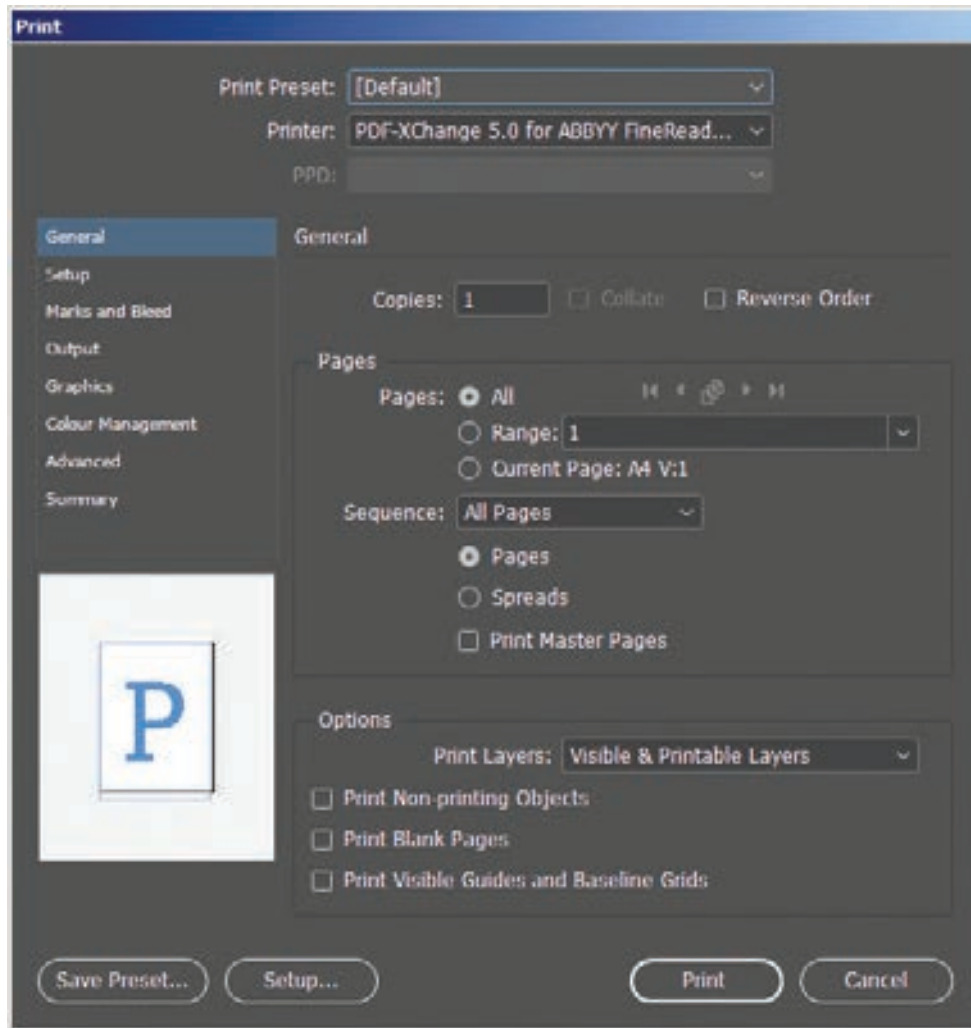 Print
Print Preset: [Default]
Printer: PDF-XChange 5.0 for ABBYY FineRead...
PPD:
General
Setup
Marks and Bleed
Output
Graphics
Colour Management
Advanced
Summary
General
Copies: 1 Collate Reverse Order
Pages
Pages: All
Range: 1
Current Page: A4 V:1
Sequence: All Pages
Pages
Spreads
Print Master Pages
P
Options
Print Layers: Visible & Printable Layers
Print Non-printing Objects
Print Blank Pages
Print Visible Guides and Baseline Grids
Save Preset... Setup... Print Cancel